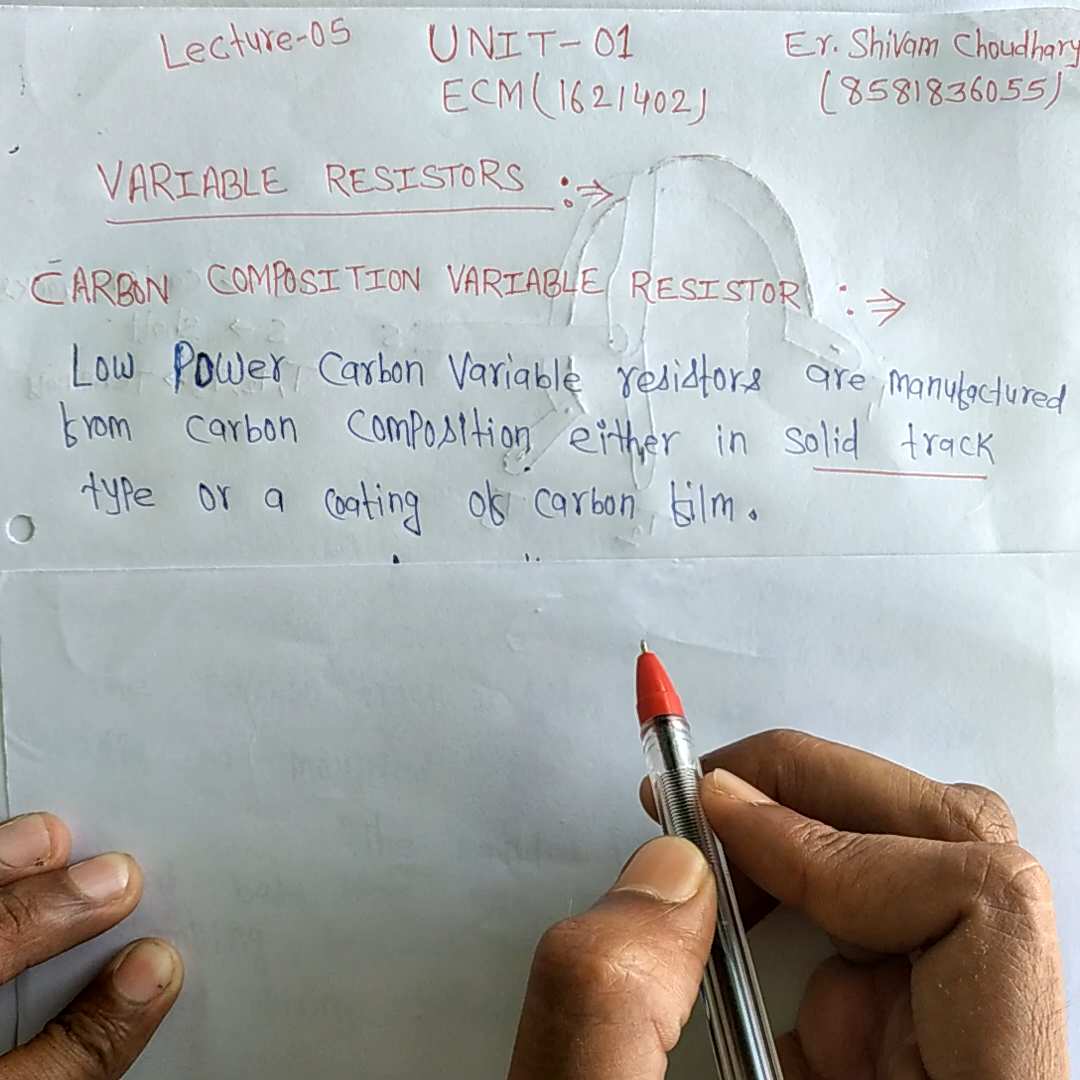 Lecture-05 UNIT-01 Er. Shivam Choudhary
ECM(1621402) (8581836055)
VARIABLE RESISTORS :⇒
CARBON COMPOSITION VARIABLE RESISTOR :⇒
Low Power Carbon Variable resistors are manufactured
from carbon composition either in solid track
type or a coating of carbon film.